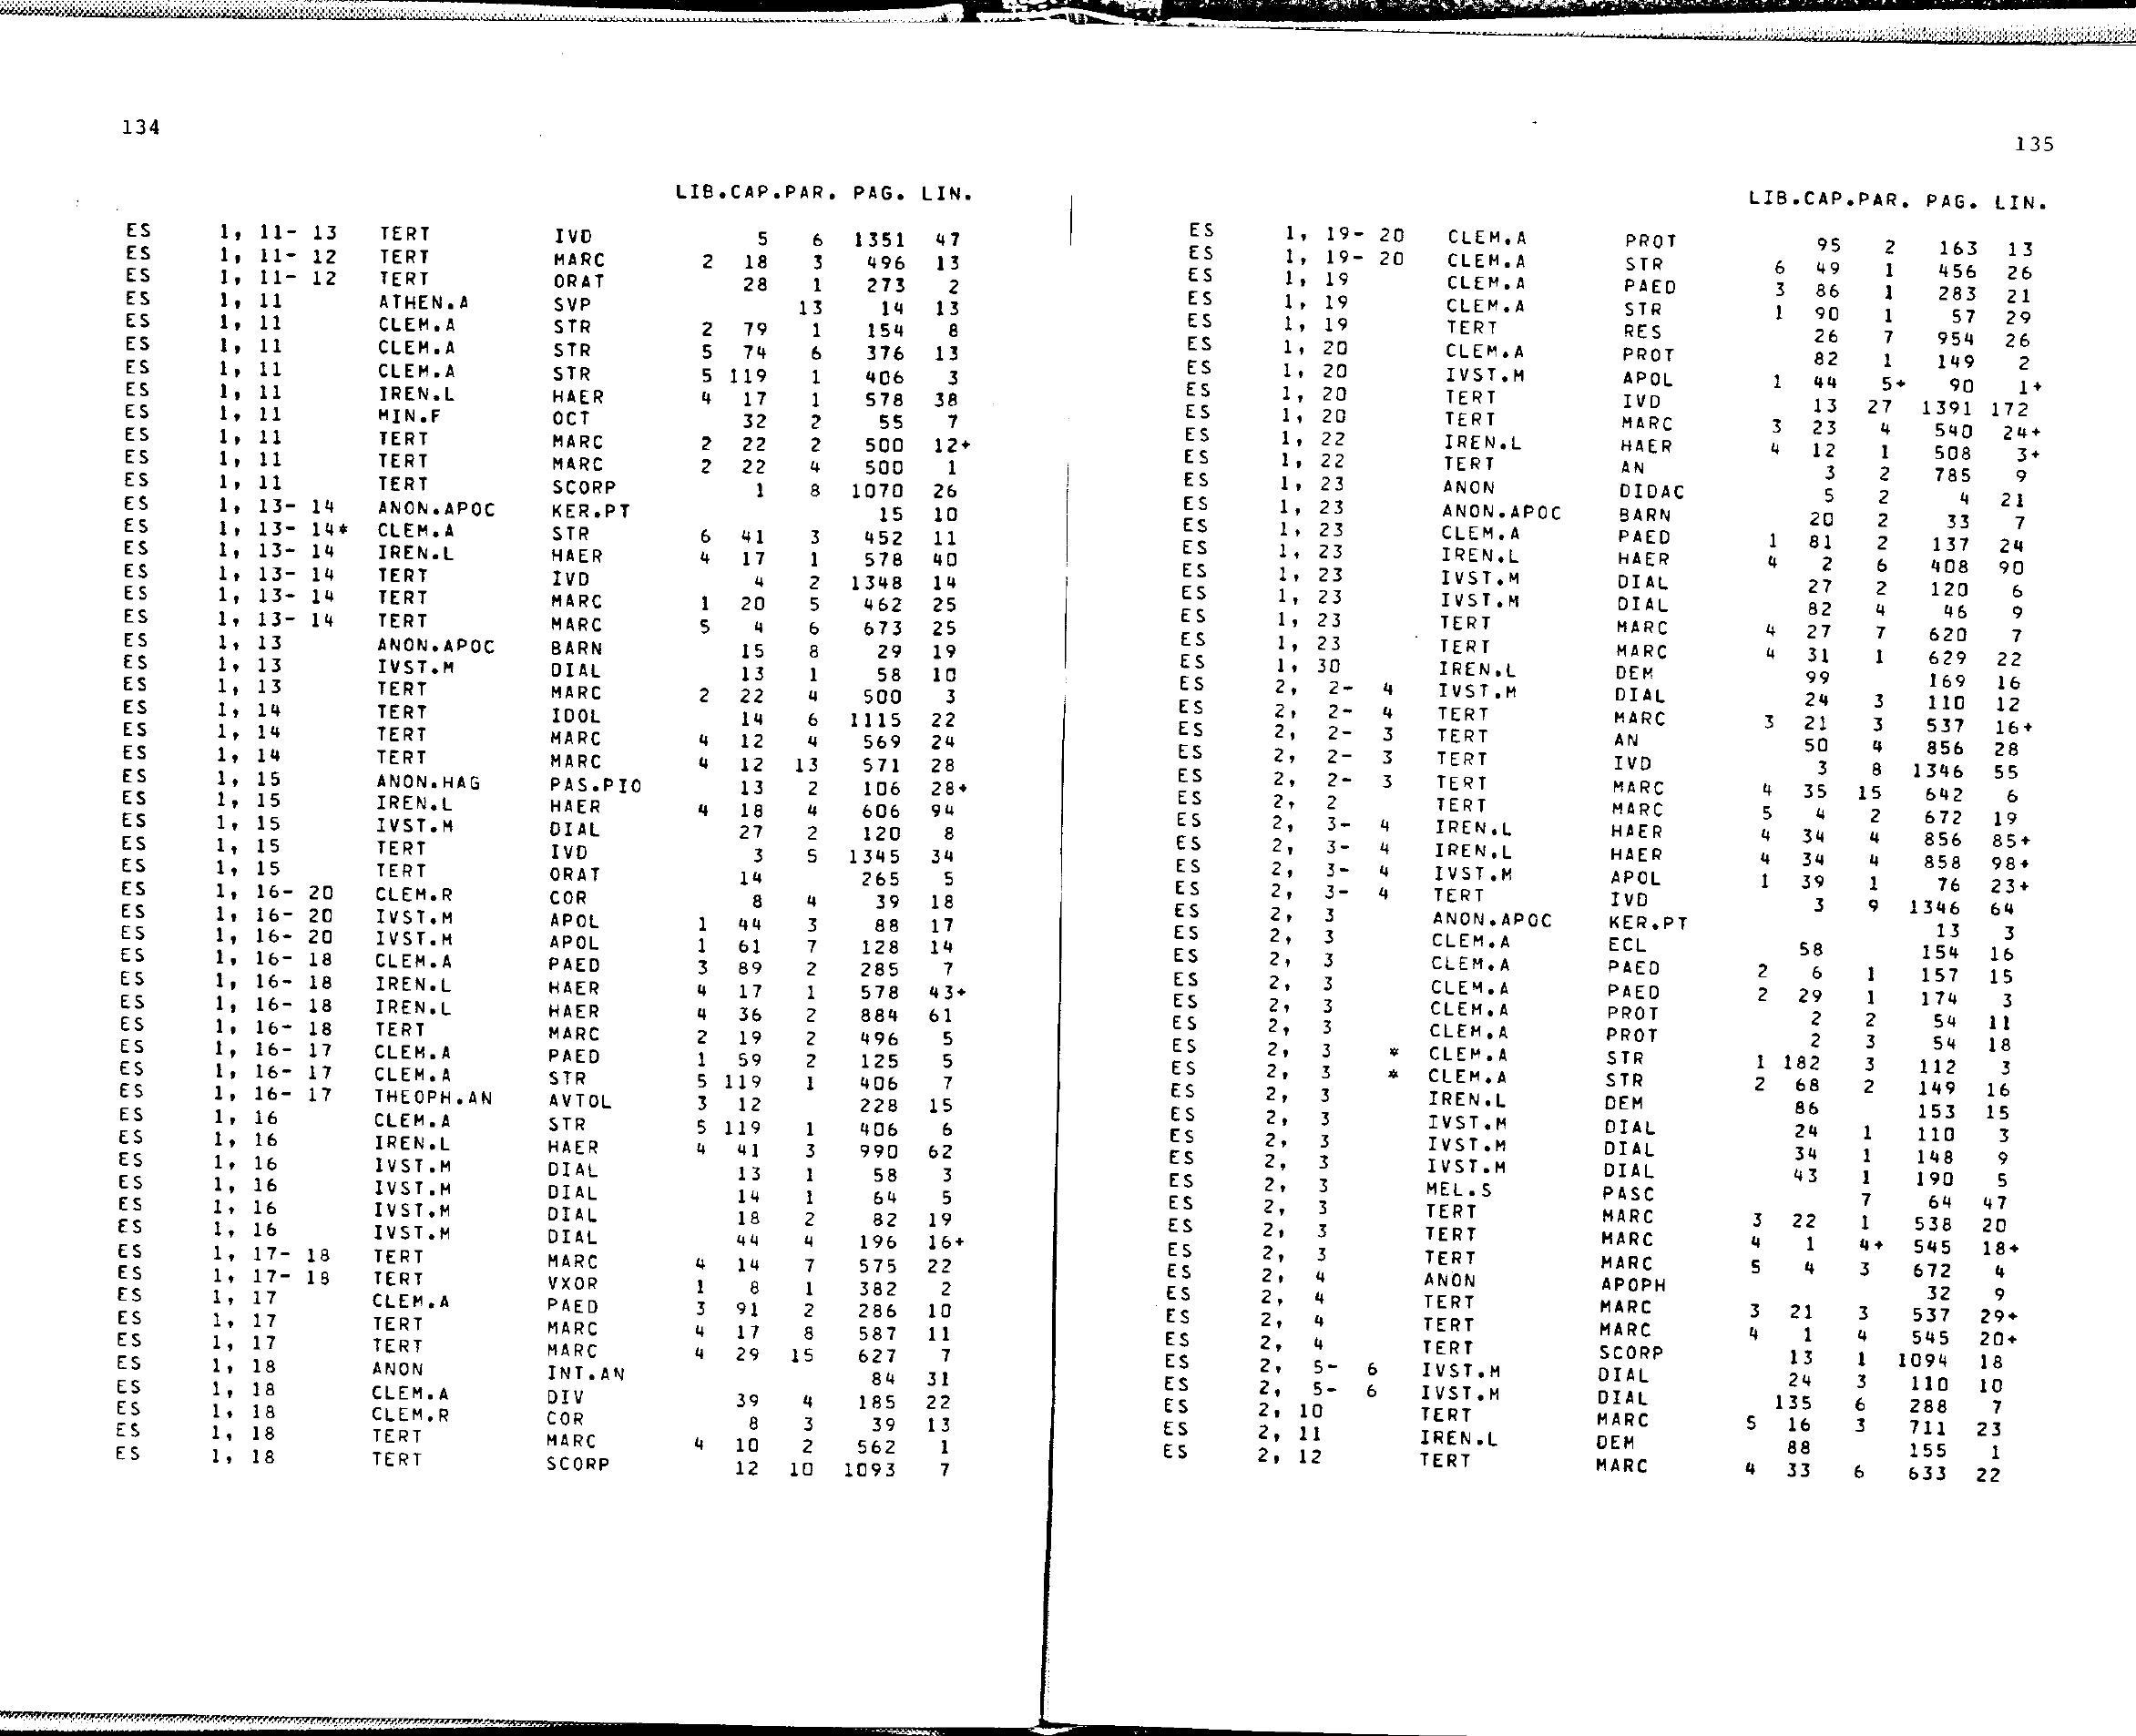 134
LIB.CAP.PAR. PAG. LIN.
ES 1, 11- 13 TERT IVD 5 6 1351 47
ES 1, 11- 12 TERT MARC 2 18 3 496 13
ES 1, 11- 12 TERT ORAT 28 1 273 2
ES 1, 11 ATHEN.A SVP 13 14 13
ES 1, 11 CLEM.A STR 2 79 1 154 8
ES 1, 11 CLEM.A STR 5 74 6 376 13
ES 1, 11 CLEM.A STR 5 119 1 406 3
ES 1, 11 IREN.L HAER 4 17 1 578 38
ES 1, 11 MIN.F OCT 32 2 55 7
ES 1, 11 TERT MARC 2 22 2 500 12+
ES 1, 11 TERT MARC 2 22 4 500 1
ES 1, 11 TERT SCORP 1 8 1070 26
ES 1, 13- 14 ANON.APOC KER.PT 15 10
ES 1, 13- 14* CLEM.A STR 6 41 3 452 11
ES 1, 13- 14 IREN.L HAER 4 17 1 578 40
ES 1, 13- 14 TERT IVD 4 2 1348 14
ES 1, 13- 14 TERT MARC 1 20 5 462 25
ES 1, 13- 14 TERT MARC 5 4 6 673 25
ES 1, 13 ANON.APOC BARN 15 8 29 19
ES 1, 13 IVST.M DIAL 13 1 58 10
ES 1, 13 TERT MARC 2 22 4 500 3
ES 1, 14 TERT IDOL 14 6 1115 22
ES 1, 14 TERT MARC 4 12 4 569 24
ES 1, 14 TERT MARC 4 12 13 571 28
ES 1, 15 ANON.HAG PAS.PIO 13 2 106 28+
ES 1, 15 IREN.L HAER 4 18 4 606 94
ES 1, 15 IVST.M DIAL 27 2 120 8
ES 1, 15 TERT IVD 3 5 1345 34
ES 1, 15 TERT ORAT 14 265 5
ES 1, 16- 20 CLEM.R COR 8 4 39 18
ES 1, 16- 20 IVST.M APOL 1 44 3 88 17
ES 1, 16- 20 IVST.M APOL 1 61 7 128 14
ES 1, 16- 18 CLEM.A PAED 3 89 2 285 7
ES 1, 16- 18 IREN.L HAER 4 17 1 578 43+
ES 1, 16- 18 IREN.L HAER 4 36 2 884 61
ES 1, 16- 18 TERT MARC 2 19 2 496 5
ES 1, 16- 17 CLEM.A PAED 1 59 2 125 5
ES 1, 16- 17 CLEM.A STR 5 119 1 406 7
ES 1, 16- 17 THEOPH.AN AVTOL 3 12 228 15
ES 1, 16 CLEM.A STR 5 119 1 406 6
ES 1, 16 IREN.L HAER 4 41 3 990 62
ES 1, 16 IVST.M DIAL 13 1 58 3
ES 1, 16 IVST.M DIAL 14 1 64 5
ES 1, 16 IVST.M DIAL 18 2 82 19
ES 1, 16 IVST.M DIAL 44 4 196 16+
ES 1, 17- 18 TERT MARC 4 14 7 575 22
ES 1, 17- 18 TERT VXOR 1 8 1 382 2
ES 1, 17 CLEM.A PAED 3 91 2 286 10
ES 1, 17 TERT MARC 4 17 8 587 11
ES 1, 17 TERT MARC 4 29 15 627 7
ES 1, 18 ANON INT.AN 84 31
ES 1, 18 CLEM.A DIV 39 4 185 22
ES 1, 18 CLEM.R COR 8 3 39 13
ES 1, 18 TERT MARC 4 10 2 562 1
ES 1, 18 TERT SCORP 12 10 1093 7
135
LIB.CAP.PAR. PAG. LIN.
ES 1, 19- 20 CLEM.A PROT 95 2 163 13
ES 1, 19- 20 CLEM.A STR 6 49 1 456 26
ES 1, 19 CLEM.A PAED 3 86 1 283 21
ES 1, 19 CLEM.A STR 1 90 1 57 29
ES 1, 19 TERT RES 26 7 954 26
ES 1, 20 CLEM.A PROT 82 1 149 2
ES 1, 20 IVST.M APOL 1 44 5+ 90 1+
ES 1, 20 TERT IVD 13 27 1391 172
ES 1, 20 TERT MARC 3 23 4 540 24+
ES 1, 22 IREN.L HAER 4 12 1 508 3+
ES 1, 22 TERT AN 3 2 785 9
ES 1, 23 ANON DIDAC 5 2 4 21
ES 1, 23 ANON.APOC BARN 20 2 33 7
ES 1, 23 CLEM.A PAED 1 81 2 137 24
ES 1, 23 IREN.L HAER 4 2 6 408 90
ES 1, 23 IVST.M DIAL 27 2 120 6
ES 1, 23 IVST.M DIAL 82 4 46 9
ES 1, 23 TERT MARC 4 27 7 620 7
ES 1, 23 TERT MARC 4 31 1 629 22
ES 1, 30 IREN.L DEM 99 169 16
ES 2, 2- 4 IVST.M DIAL 24 3 110 12
ES 2, 2- 4 TERT MARC 3 21 3 537 16+
ES 2, 2- 3 TERT AN 50 4 856 28
ES 2, 2- 3 TERT IVD 3 8 1346 55
ES 2, 2- 3 TERT MARC 4 35 15 642 6
ES 2, 2 TERT MARC 5 4 2 672 19
ES 2, 3- 4 IREN.L HAER 4 34 4 856 85+
ES 2, 3- 4 IREN.L HAER 4 34 4 858 98+
ES 2, 3- 4 IVST.M APOL 1 39 1 76 23+
ES 2, 3- 4 TERT IVD 3 9 1346 64
ES 2, 3 ANON.APOC KER.PT 13 3
ES 2, 3 CLEM.A ECL 58 154 16
ES 2, 3 CLEM.A PAED 2 6 1 157 15
ES 2, 3 CLEM.A PAED 2 29 1 174 3
ES 2, 3 CLEM.A PROT 2 2 54 11
ES 2, 3 CLEM.A PROT 2 3 54 18
ES 2, 3 * CLEM.A STR 1 182 3 112 3
ES 2, 3 * CLEM.A STR 2 68 2 149 16
ES 2, 3 IREN.L DEM 86 153 15
ES 2, 3 IVST.M DIAL 24 1 110 3
ES 2, 3 IVST.M DIAL 34 1 148 9
ES 2, 3 IVST.M DIAL 43 1 190 5
ES 2, 3 MEL.S PASC 7 64 47
ES 2, 3 TERT MARC 3 22 1 538 20
ES 2, 3 TERT MARC 4 1 4+ 545 18+
ES 2, 3 TERT MARC 5 4 3 672 4
ES 2, 4 ANON APOPH 32 9
ES 2, 4 TERT MARC 3 21 3 537 29+
ES 2, 4 TERT MARC 4 1 4 545 20+
ES 2, 4 TERT SCORP 13 1 1094 18
ES 2, 5- 6 IVST.M DIAL 24 3 110 10
ES 2, 5- 6 IVST.M DIAL 135 6 288 7
ES 2, 10 TERT MARC 5 16 3 711 23
ES 2, 11 IREN.L DEM 88 155 1
ES 2, 12 TERT MARC 4 33 6 633 22